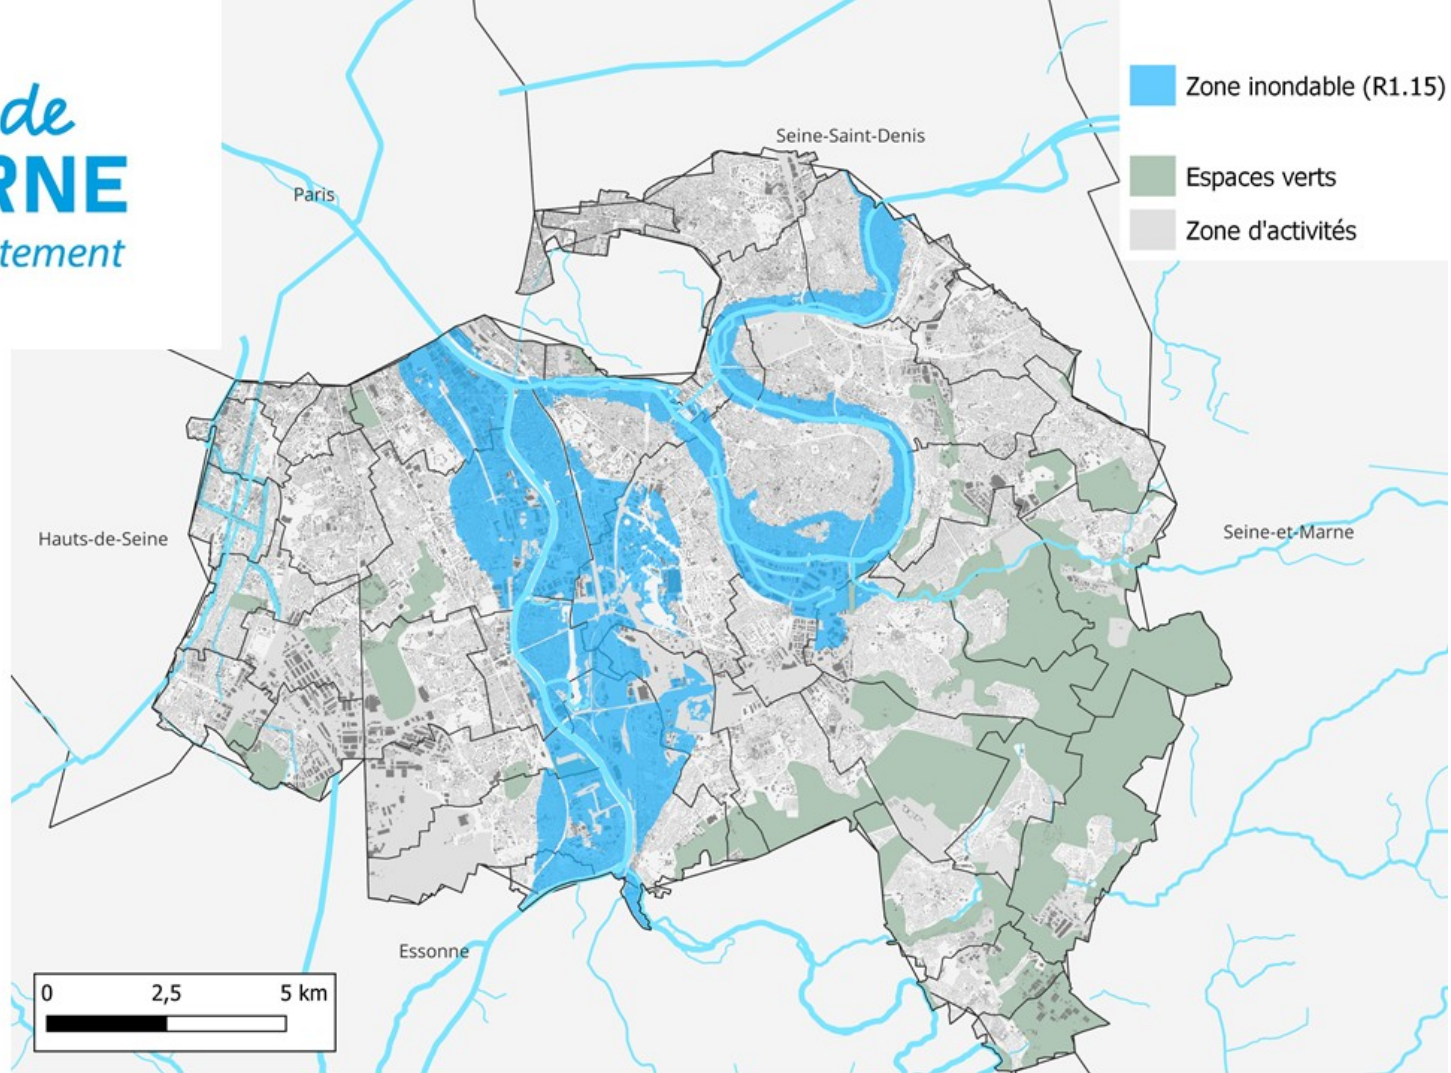 de
RNE
tement
Zone inondable (R1.15)
Espaces verts
Zone d'activités
Seine-Saint-Denis
Paris
Hauts-de-Seine
Seine-et-Marne
Essonne
0 2,5 5 km